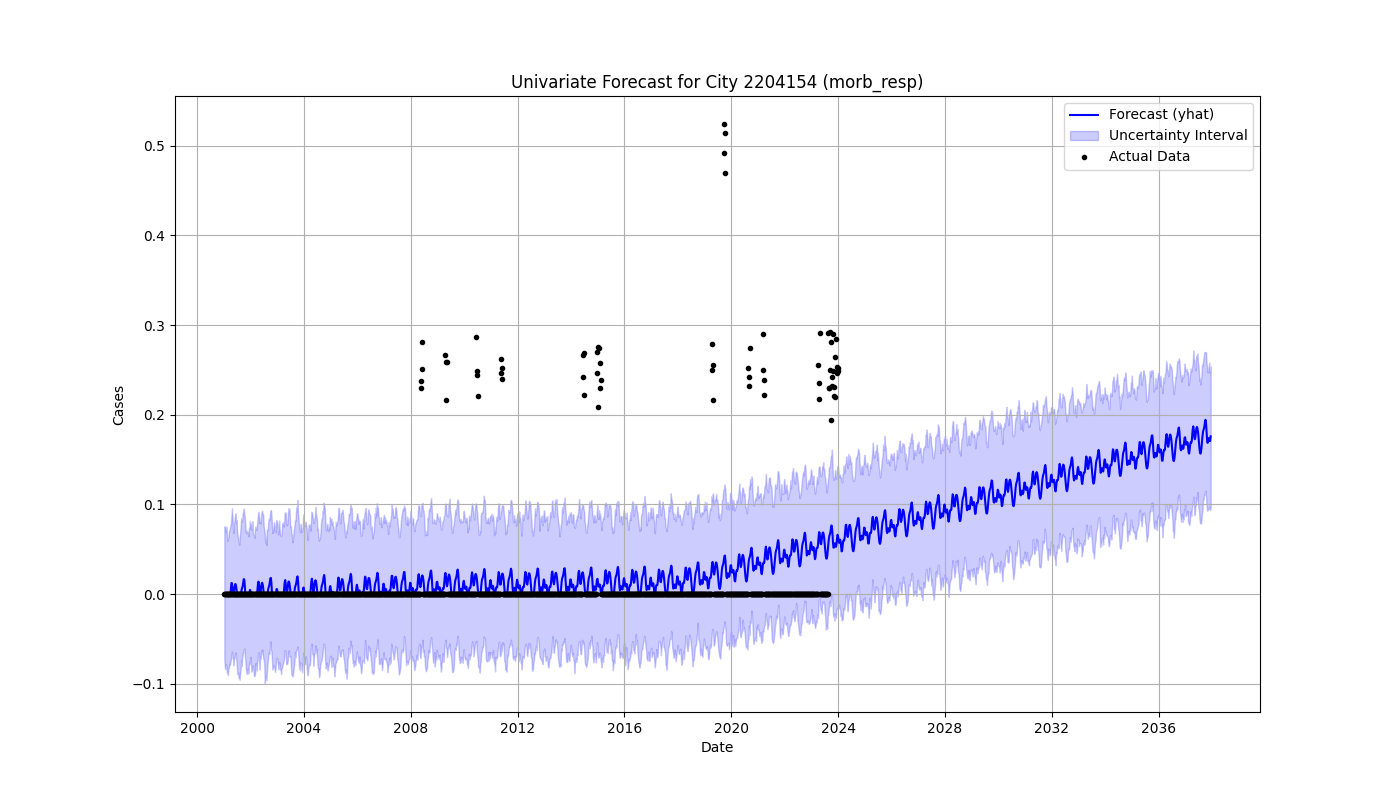 Univariate Forecast for City 2204154 (morb_resp)
Forecast (yhat)
Uncertainty Interval
Actual Data
Cases
0.5
0.4
0.3
0.2
0.1
0.0
−0.1
2000 2004 2008 2012 2016 2020 2024 2028 2032 2036
Date